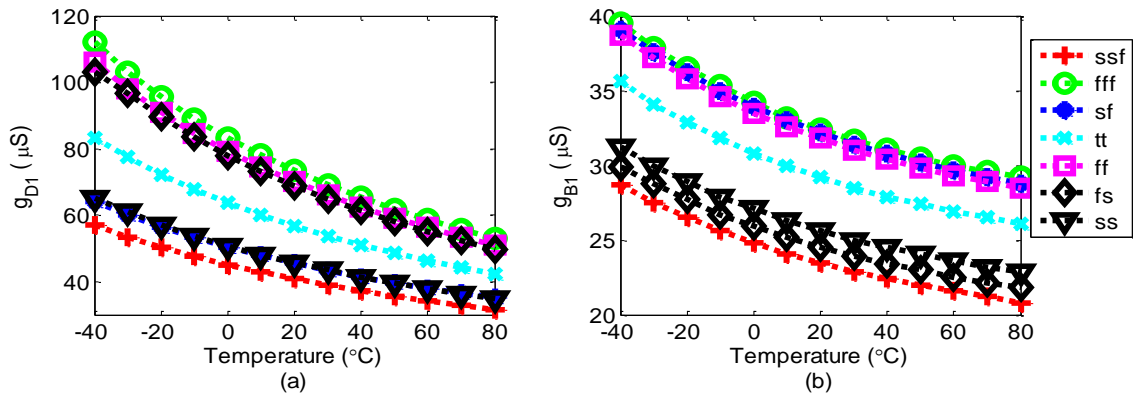 120
100
80
60
40
g_D1 ( µS)
-40 -20 0 20 40 60 80
Temperature (°C)
(a)
40
35
30
25
20
g_B1 ( µS)
-40 -20 0 20 40 60 80
Temperature (°C)
(b)
ssf
fff
sf
tt
ff
fs
ss